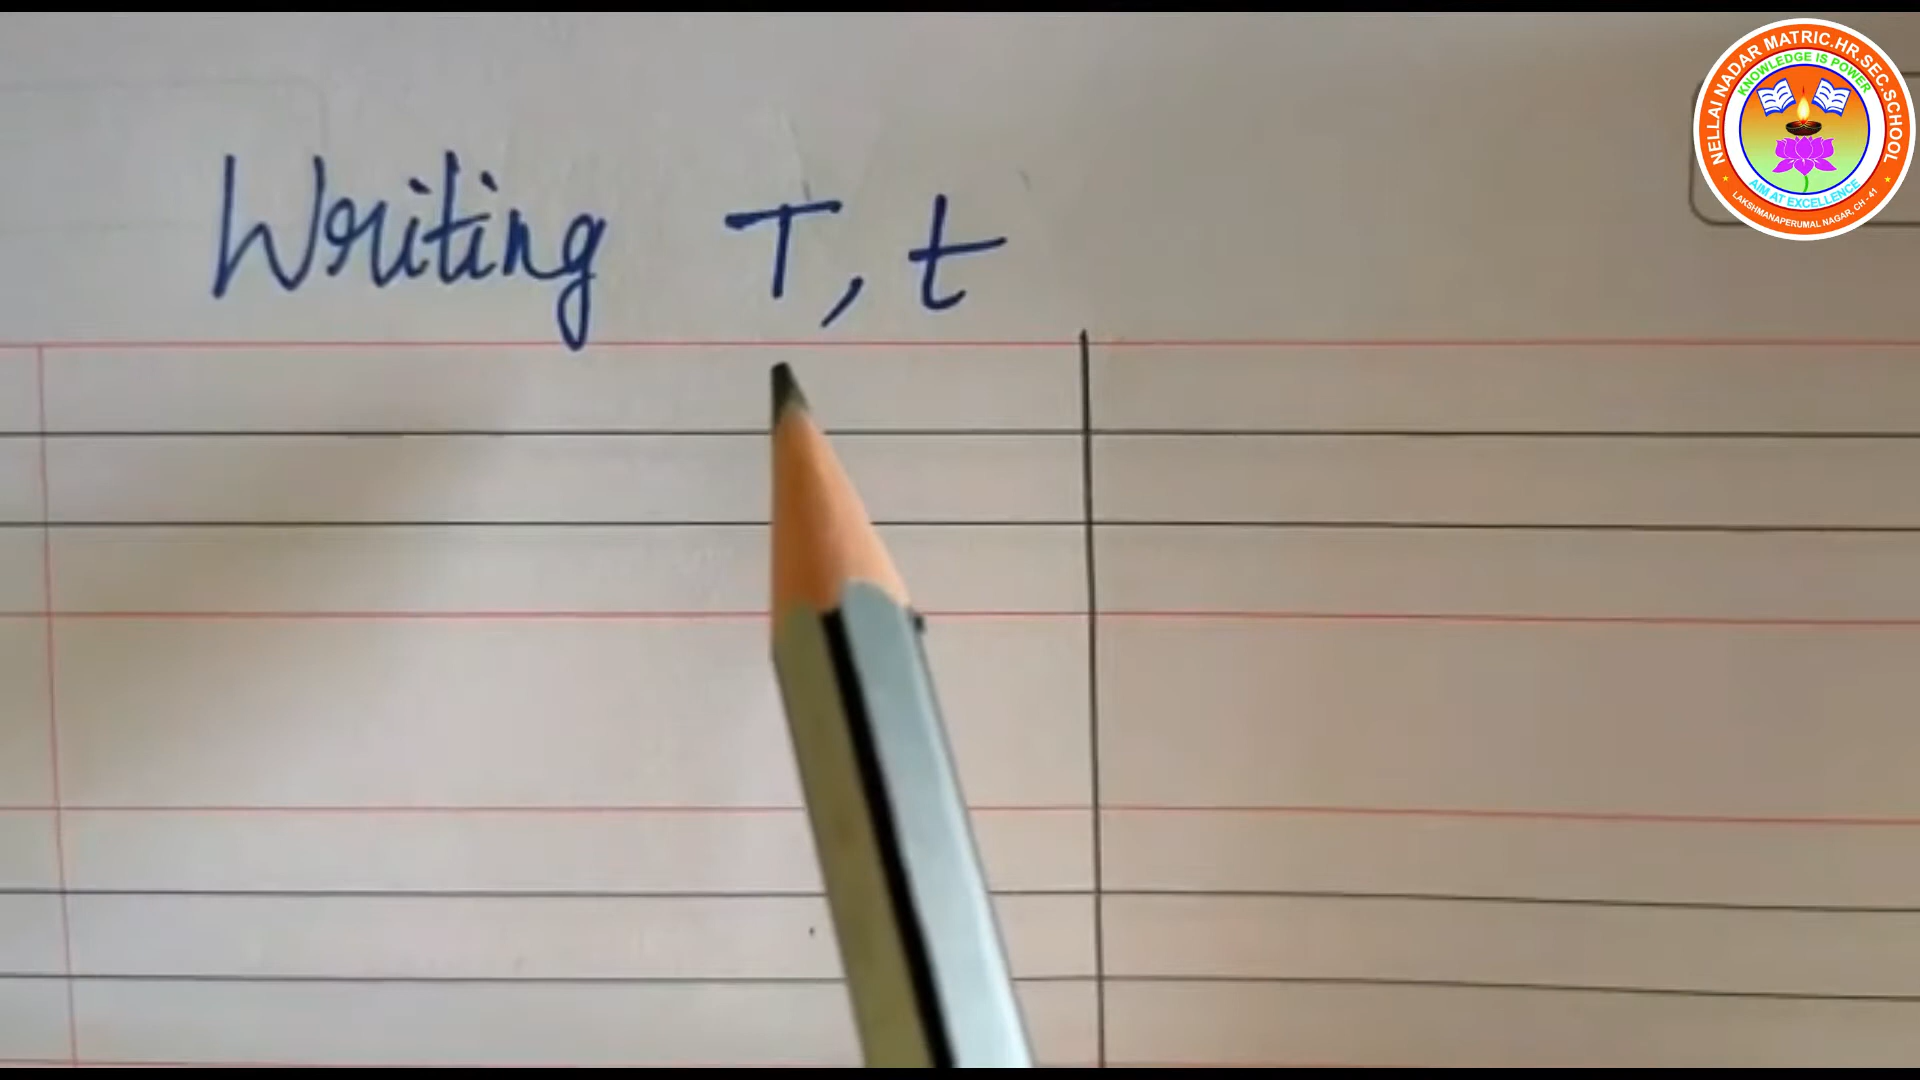 Writing T, t
NELLAI NADAR MATRIC.HR.SEC.SCHOOL
KNOWLEDGE IS POWER
AIM AT EXCELLENCE
LAKSHMANAPERUMAL NAGAR, CH - 41